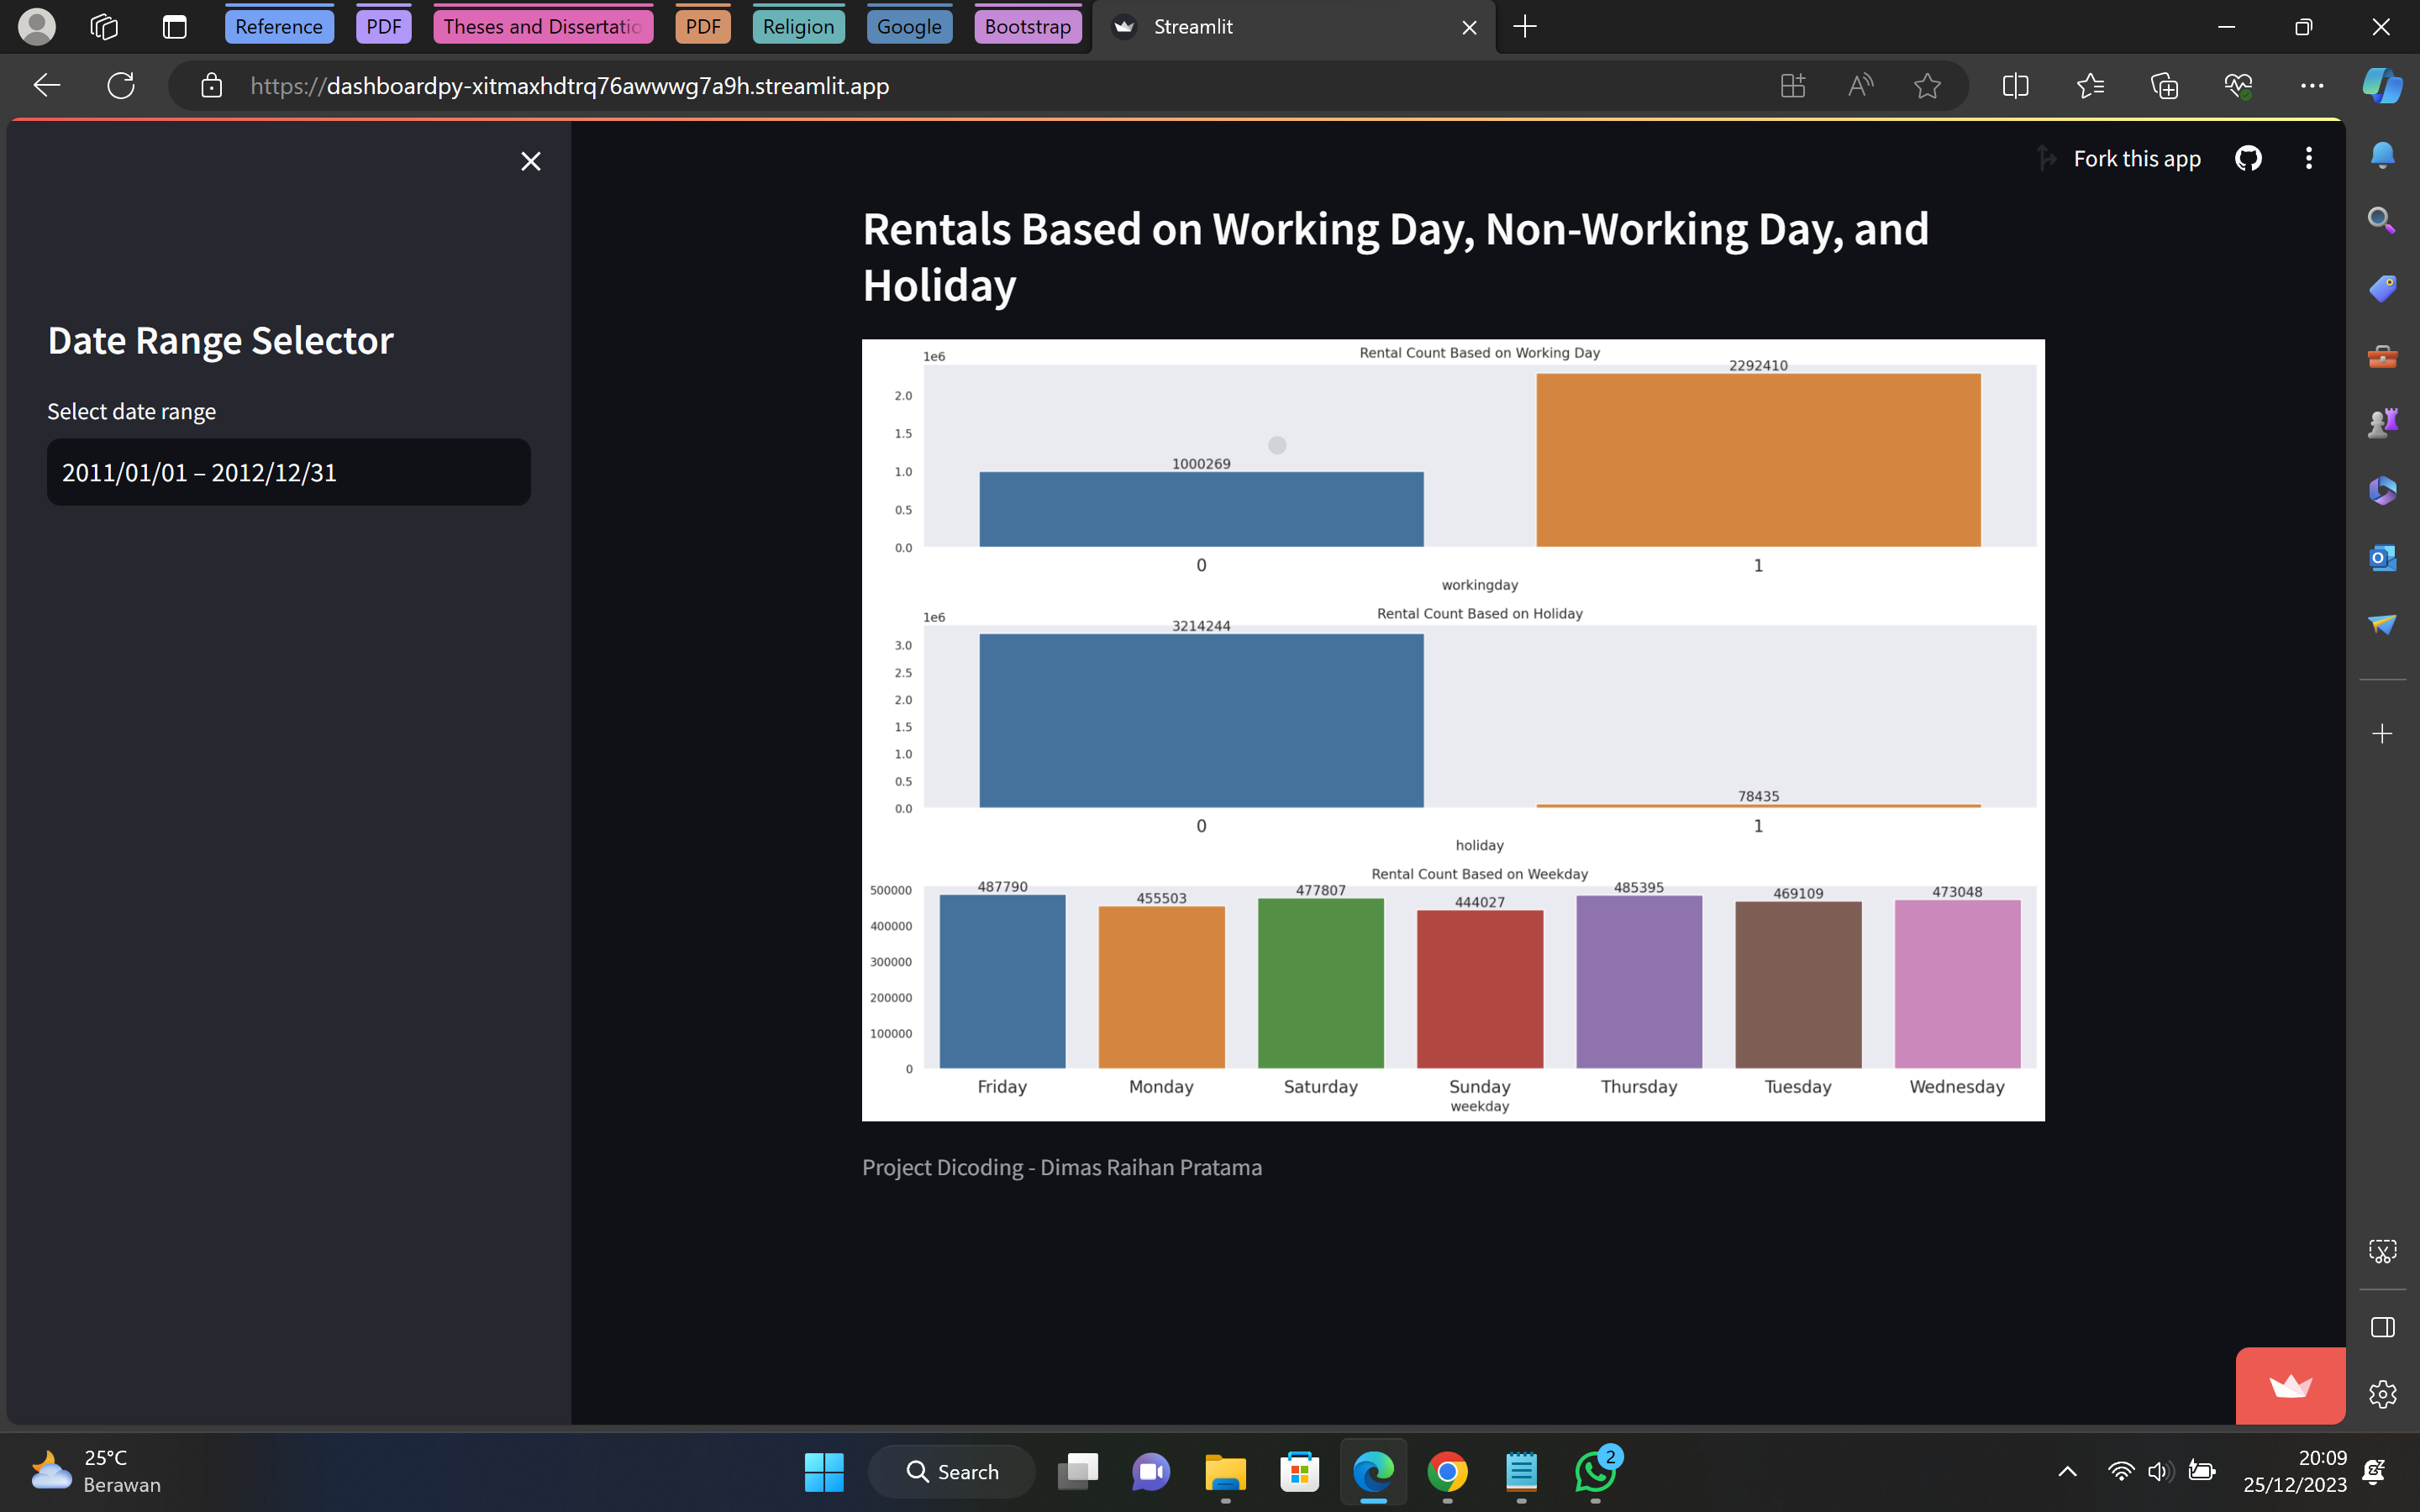 Reference
PDF
Theses and Dissertatio
PDF
Religion
Google
Bootstrap
Streamlit
https://dashboardpy-xitmaxhdtrq76awwwg7a9h.streamlit.app
Fork this app
Date Range Selector
Select date range
2011/01/01 – 2012/12/31
Rentals Based on Working Day, Non-Working Day, and
Holiday
Rental Count Based on Working Day
1e6
2292410
2.0
1.5
1000269
1.0
0.5
0.0
0 1
workingday
Rental Count Based on Holiday
1e6
3214244
3.0
2.5
2.0
1.5
1.0
0.5
78435
0.0
0 1
holiday
Rental Count Based on Weekday
500000
487790 455503 477807 444027 485395 469109 473048
400000
300000
200000
100000
0
Friday Monday Saturday Sunday Thursday Tuesday Wednesday
weekday
Project Dicoding - Dimas Raihan Pratama
25°C
Berawan
Search
2
20:09
25/12/2023